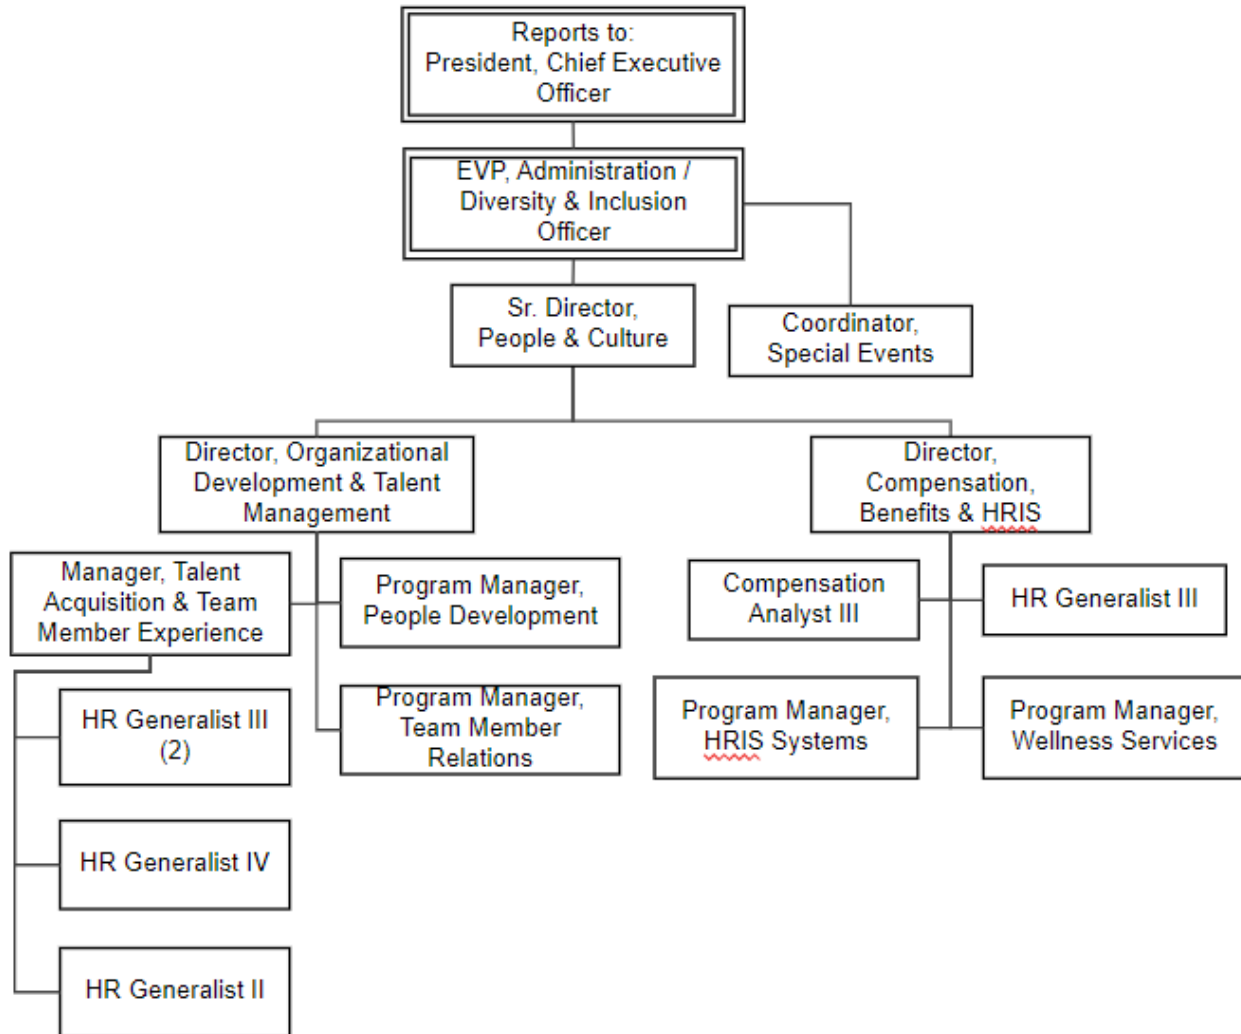 Reports to:
President, Chief Executive
Officer
EVP, Administration /
Diversity & Inclusion
Officer
Sr. Director,
People & Culture
Coordinator,
Special Events
Director, Organizational
Development & Talent
Management
Director,
Compensation,
Benefits & HRIS
Manager, Talent
Acquisition & Team
Member Experience
Program Manager,
People Development
Compensation
Analyst III
HR Generalist III
HR Generalist III
(2)
Program Manager,
Team Member
Relations
Program Manager,
HRIS Systems
Program Manager,
Wellness Services
HR Generalist IV
HR Generalist II